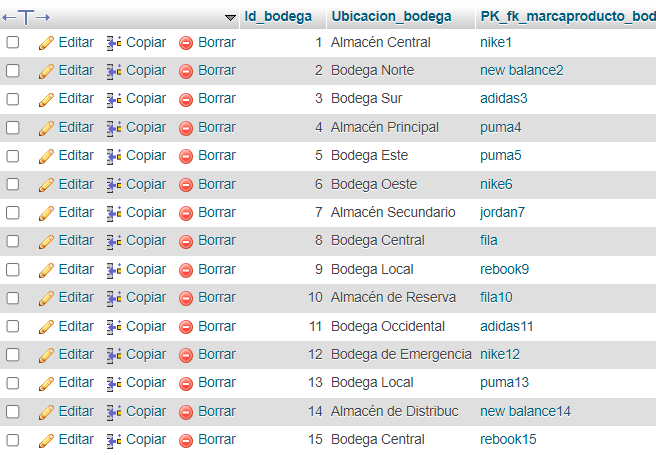 Id_bodega Ubicacion_bodega PK_fk_marcaproducto_bod
Editar Copiar Borrar 1 Almacén Central nike1
Editar Copiar Borrar 2 Bodega Norte new balance2
Editar Copiar Borrar 3 Bodega Sur adidas3
Editar Copiar Borrar 4 Almacén Principal puma4
Editar Copiar Borrar 5 Bodega Este puma5
Editar Copiar Borrar 6 Bodega Oeste nike6
Editar Copiar Borrar 7 Almacén Secundario jordan7
Editar Copiar Borrar 8 Bodega Central fila
Editar Copiar Borrar 9 Bodega Local rebook9
Editar Copiar Borrar 10 Almacén de Reserva fila10
Editar Copiar Borrar 11 Bodega Occidental adidas11
Editar Copiar Borrar 12 Bodega de Emergencia nike12
Editar Copiar Borrar 13 Bodega Local puma13
Editar Copiar Borrar 14 Almacén de Distribuc new balance14
Editar Copiar Borrar 15 Bodega Central rebook15